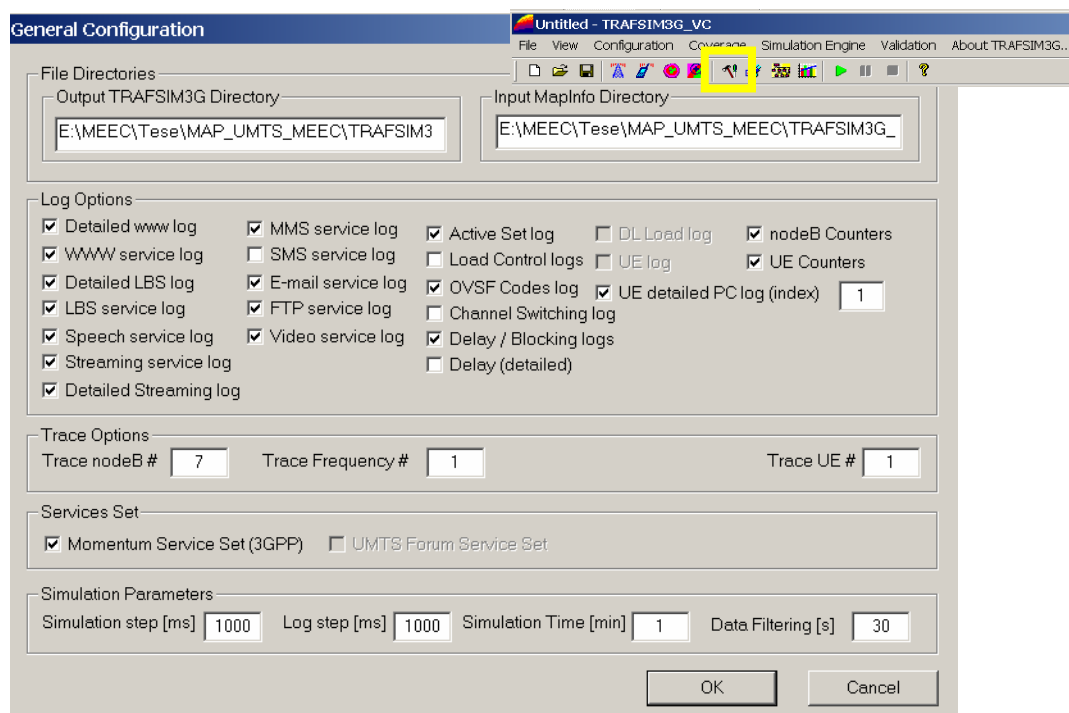 General Configuration
Untitled - TRAFSIM3G_VC
File View Configuration Coverage Simulation Engine Validation About TRAFSIM3G...
File Directories
Output TRAFSIM3G Directory
E:\MEEC\Tese\MAP_UMTS_MEEC\TRAFSIM3
Input MapInfo Directory
E:\MEEC\Tese\MAP_UMTS_MEEC\TRAFSIM3G_
Log Options
Detailed www log
WWW service log
Detailed LBS log
LBS service log
Speech service log
Streaming service log
Detailed Streaming log
MMS service log
SMS service log
E-mail service log
FTP service log
Video service log
Active Set log
Load Control logs
OVSF Codes log
Channel Switching log
Delay / Blocking logs
Delay (detailed)
DL Load log
UE log
UE detailed PC log (index) 1
nodeB Counters
UE Counters
Trace Options
Trace nodeB # 7 Trace Frequency # 1 Trace UE # 1
Services Set
Momentum Service Set (3GPP) UMTS Forum Service Set
Simulation Parameters
Simulation step [ms] 1000 Log step [ms] 1000 Simulation Time [min] 1 Data Filtering [s] 30
OK Cancel